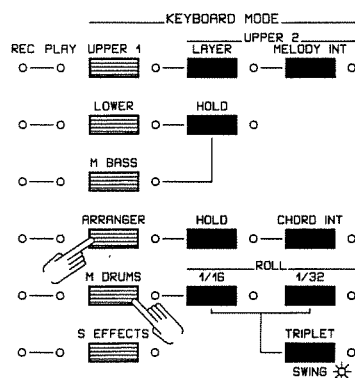 KEYBOARD MODE
UPPER 2
REC PLAY UPPER 1 LAYER MELODY INT
LOWER HOLD
M BASS
ARRANGER HOLD CHORD INT
ROLL
M DRUMS 1/16 1/32
S EFFECTS TRIPLET
SWING